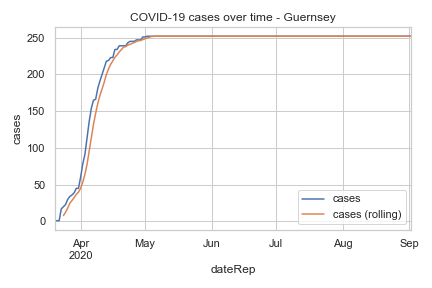 COVID-19 cases over time - Guernsey
250
200
150
100
50
0
cases
cases
cases (rolling)
Apr
2020
May
Jun
Jul
Aug
Sep
dateRep